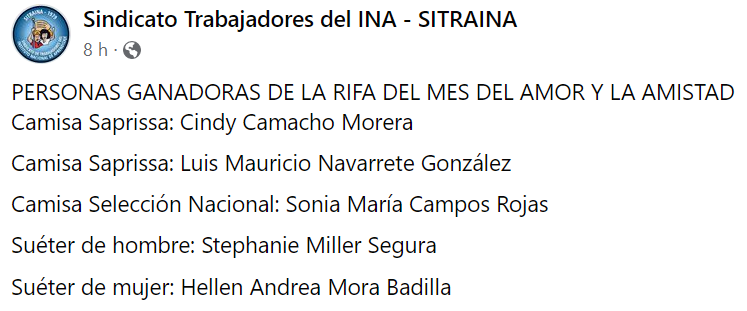 Sindicato Trabajadores del INA - SITRAINA
8 h ·
PERSONAS GANADORAS DE LA RIFA DEL MES DEL AMOR Y LA AMISTAD
Camisa Saprissa: Cindy Camacho Morera
Camisa Saprissa: Luis Mauricio Navarrete González
Camisa Selección Nacional: Sonia María Campos Rojas
Suéter de hombre: Stephanie Miller Segura
Suéter de mujer: Hellen Andrea Mora Badilla